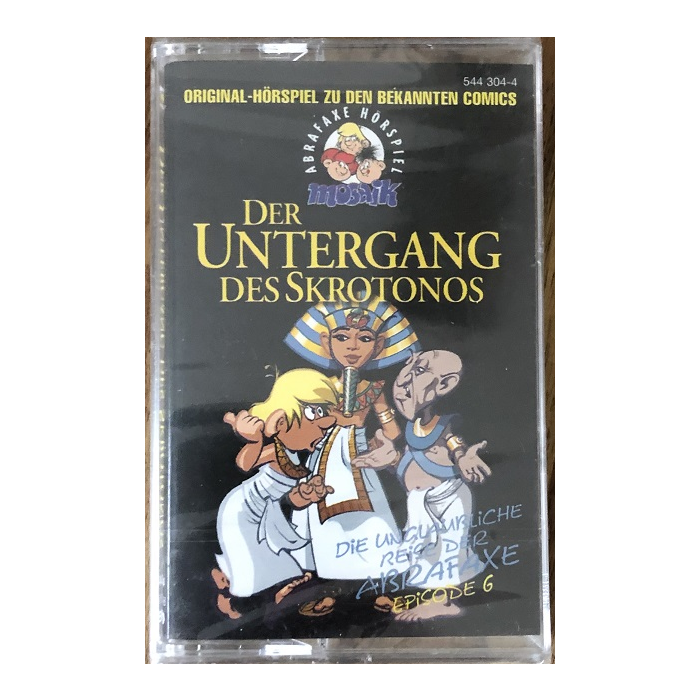 544 304-4
ORIGINAL-HÖRSPIEL ZU DEN BEKANNTEN COMICS
ABRAFAXE HÖRSPIEL
mosaik
DER
UNTERGANG
DES SKROTONOS
DIE UNGLAUBLICHE
REISE DER
ABRAFAXE
EPISODE 6